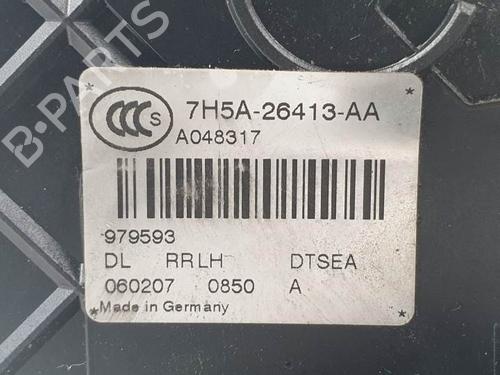 B-PARTS
CCC S
7H5A-26413-AA
A048317
979593
DL RRLH DTSEA
060207 0850 A
Made in Germany